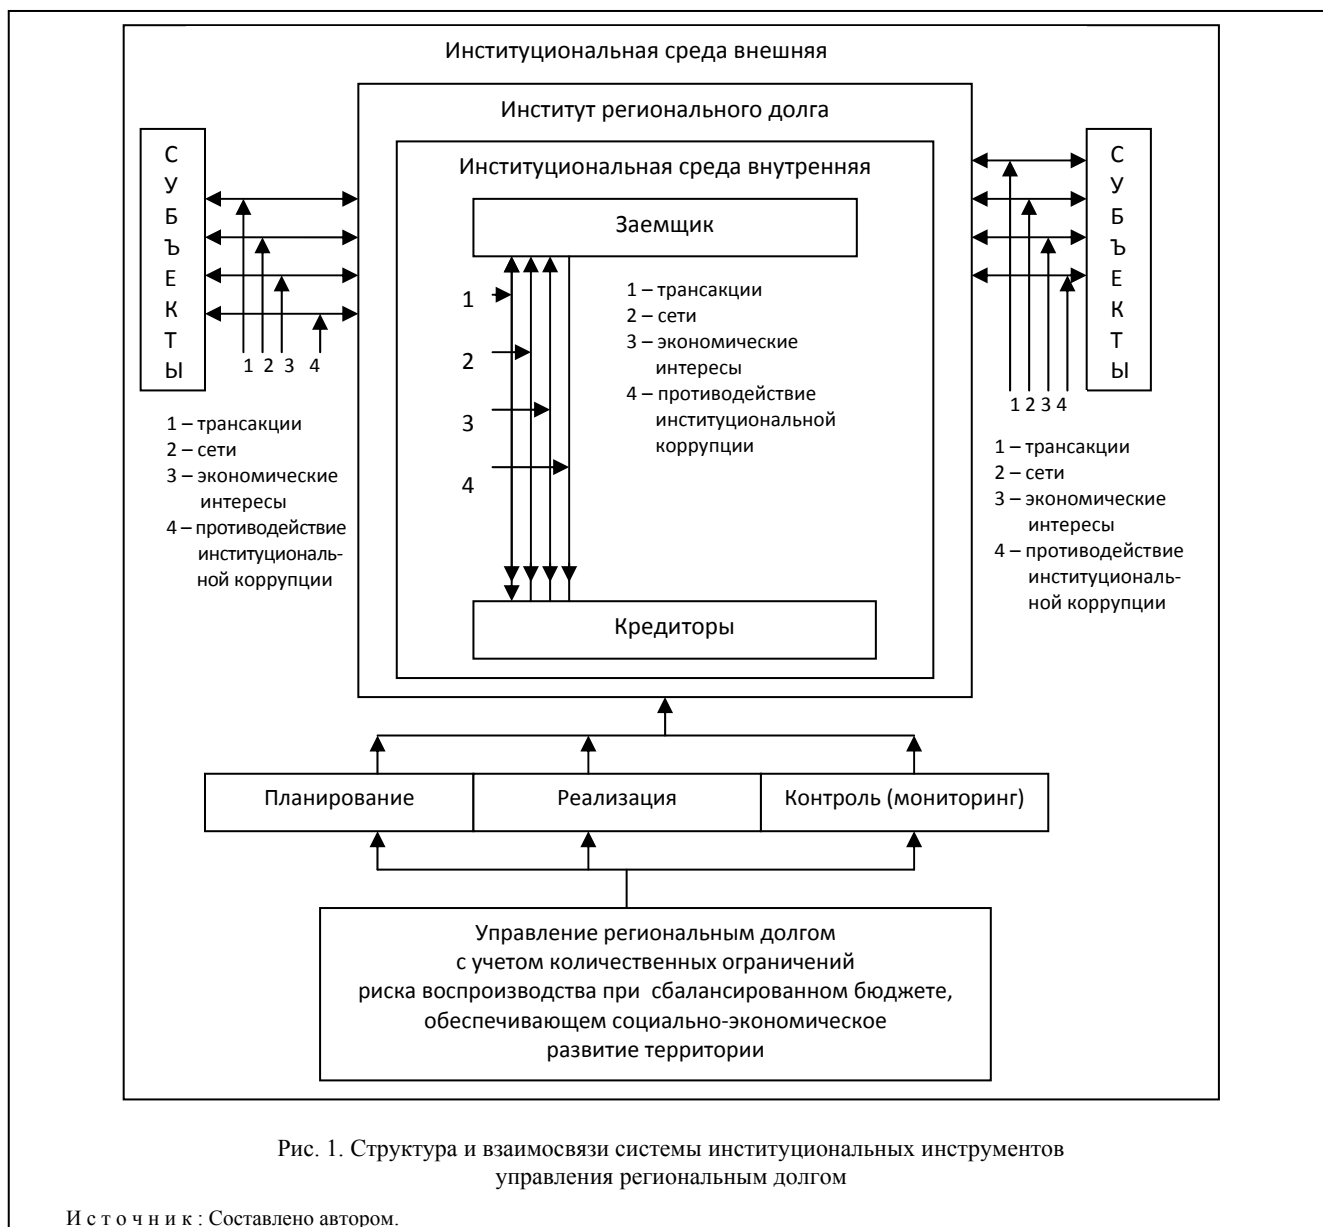 Институциональная среда внешняя
Институт регионального долга
Институциональная среда внутренняя
С
У
Б
Ъ
Е
К
Т
Ы
1 2 3 4
1 – трансакции
2 – сети
3 – экономические
интересы
4 – противодействие
институциональ-
ной коррупции
Заемщик
1
2
3
4
1 – трансакции
2 – сети
3 – экономические
интересы
4 – противодействие
институциональной
коррупции
Кредиторы
С
У
Б
Ъ
Е
К
Т
Ы
1 2 3 4
1 – трансакции
2 – сети
3 – экономические
интересы
4 – противодействие
институциональ-
ной коррупции
Планирование
Реализация
Контроль (мониторинг)
Управление региональным долгом
с учетом количественных ограничений
риска воспроизводства при сбалансированном бюджете,
обеспечивающем социально-экономическое
развитие территории
Рис. 1. Структура и взаимосвязи системы институциональных инструментов
управления региональным долгом
И с т о ч н и к : Составлено автором.